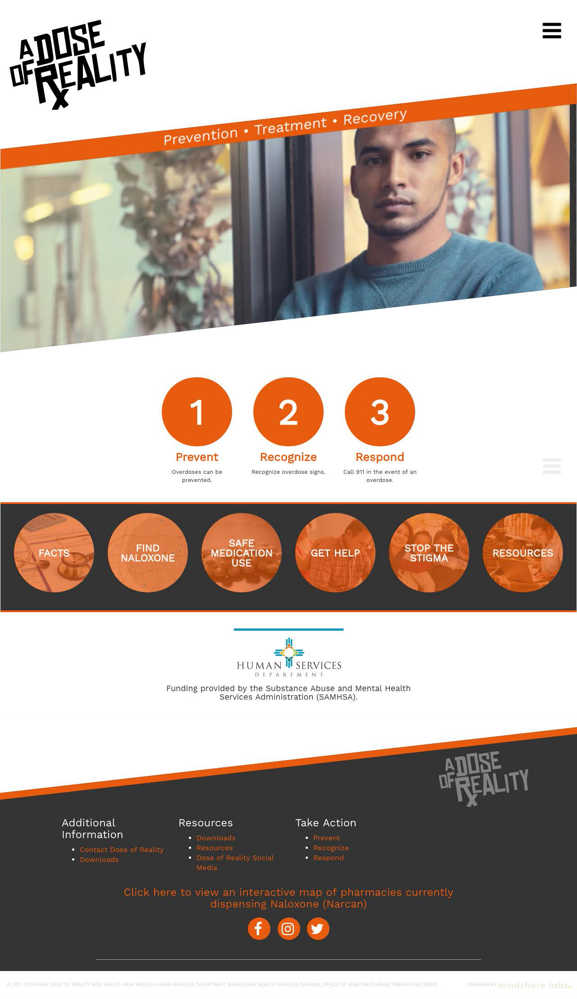 A DOSE
OF REALITY
Prevention • Treatment • Recovery
1
2
3
Prevent
Recognize
Respond
Overdoses can be
prevented.
Recognize overdose signs.
Call 911 in the event of an
overdose.
FACTS
FIND
NALOXONE
SAFE
MEDICATION
USE
GET HELP
STOP THE
STIGMA
RESOURCES
HUMAN SERVICES
DEPARTMENT
Funding provided by the Substance Abuse and Mental Health
Services Administration (SAMHSA).
A DOSE
OF REALITY
Additional
Information
• Contact Dose of Reality
• Downloads
Resources
• Downloads
• Resources
• Dose of Reality Social
Media
Take Action
• Prevent
• Recognize
• Respond
Click here to view an interactive map of pharmacies currently
dispensing Naloxone (Narcan)
© 2017 COPYRIGHT DOSE OF REALITY NEW MEXICO, NEW MEXICO HUMAN SERVICES DEPARTMENT, BEHAVIORAL HEALTH SERVICES DIVISION, OFFICE OF SUBSTANCE ABUSE PREVENTION (OSAP)
POWERED BY mindshare labs.